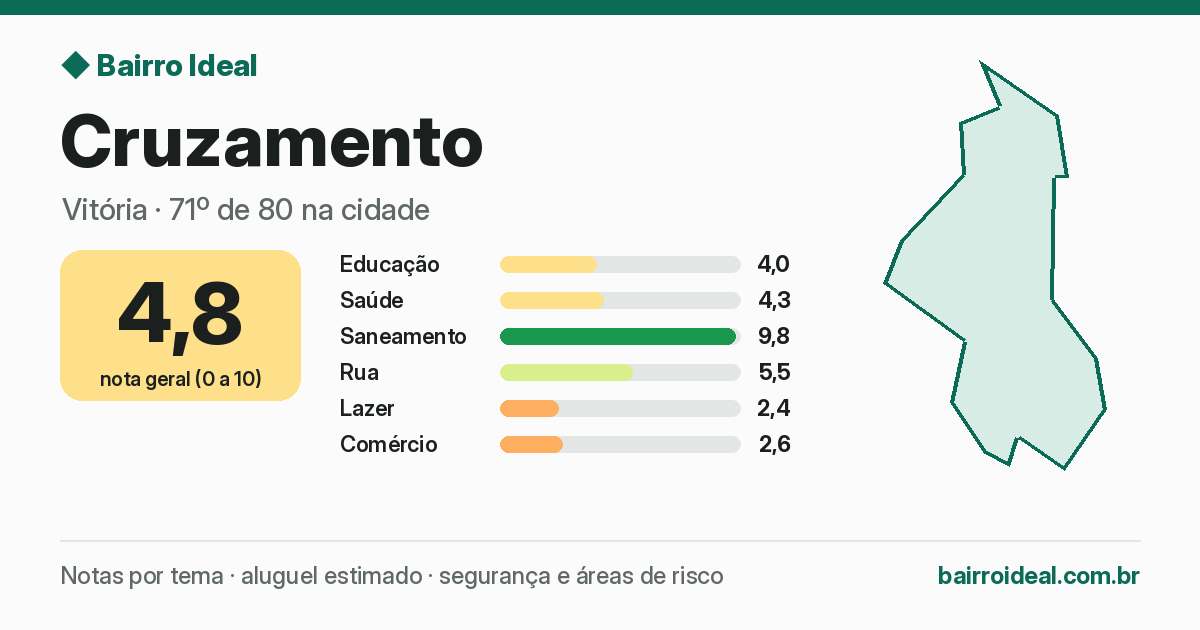 Bairro Ideal
Cruzamento
Vitória · 71º de 80 na cidade
4,8
nota geral (0 a 10)
Educação 4,0
Saúde 4,3
Saneamento 9,8
Rua 5,5
Lazer 2,4
Comércio 2,6
Notas por tema · aluguel estimado · segurança e áreas de risco
bairroideal.com.br